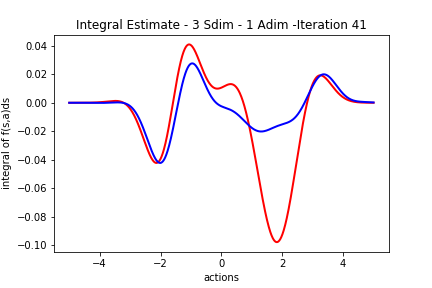 Integral Estimate - 3 Sdim - 1 Adim -Iteration 41
integral of f(s,a)ds
0.04
0.02
0.00
−0.02
−0.04
−0.06
−0.08
−0.10
−4 −2 0 2 4
actions